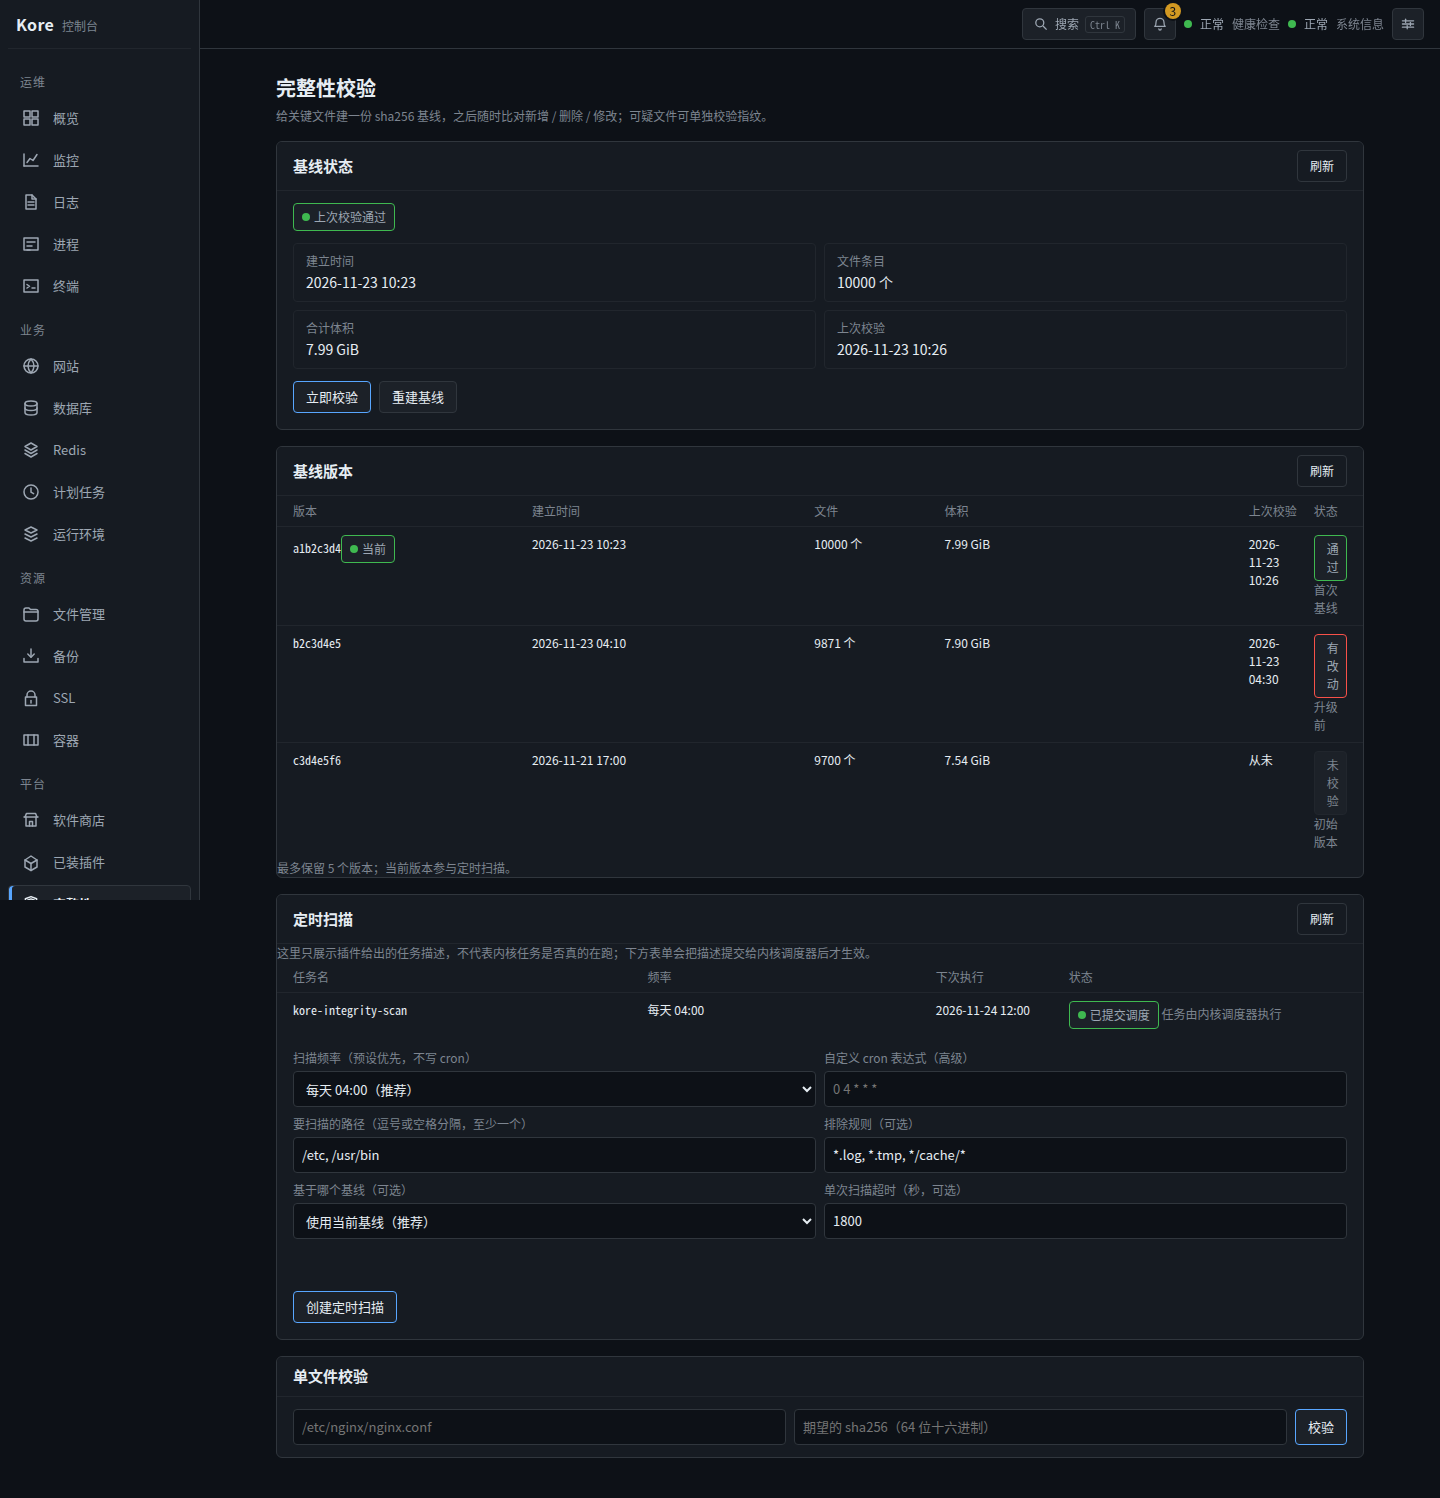 Kore 控制台
搜索 Ctrl K
3
正常 健康检查
正常 系统信息
运维
概览
监控
日志
进程
终端
业务
网站
数据库
Redis
计划任务
运行环境
资源
文件管理
备份
SSL
容器
平台
软件商店
已装插件
完整性校验
给关键文件建一份 sha256 基线，之后随时比对新增 / 删除 / 修改；可疑文件可单独校验指纹。
基线状态 刷新
上次校验通过
建立时间
2026-11-23 10:23
文件条目
10000 个
合计体积
7.99 GiB
上次校验
2026-11-23 10:26
立即校验 重建基线
基线版本 刷新
版本 建立时间 文件 体积 上次校验 状态
a1b2c3d4 当前 2026-11-23 10:23 10000 个 7.99 GiB
2026-
11-23
10:26
通
过
首次
基线
b2c3d4e5 2026-11-23 04:10 9871 个 7.90 GiB
2026-
11-23
04:30
有
改
动
升级
前
c3d4e5f6 2026-11-21 17:00 9700 个 7.54 GiB 从未
未
校
验
初始
版本
最多保留 5 个版本；当前版本参与定时扫描。
定时扫描 刷新
这里只展示插件给出的任务描述，不代表内核任务是否真的在跑；下方表单会把描述提交给内核调度器后才生效。
任务名 频率 下次执行 状态
kore-integrity-scan 每天 04:00 2026-11-24 12:00 已提交调度 任务由内核调度器执行
扫描频率（预设优先，不写 cron）
每天 04:00（推荐）
自定义 cron 表达式（高级）
0 4 * * *
要扫描的路径（逗号或空格分隔，至少一个）
/etc, /usr/bin
排除规则（可选）
*.log, *.tmp, */cache/*
基于哪个基线（可选）
使用当前基线（推荐）
单次扫描超时（秒，可选）
1800
创建定时扫描
单文件校验
/etc/nginx/nginx.conf
期望的 sha256（64 位十六进制）
校验